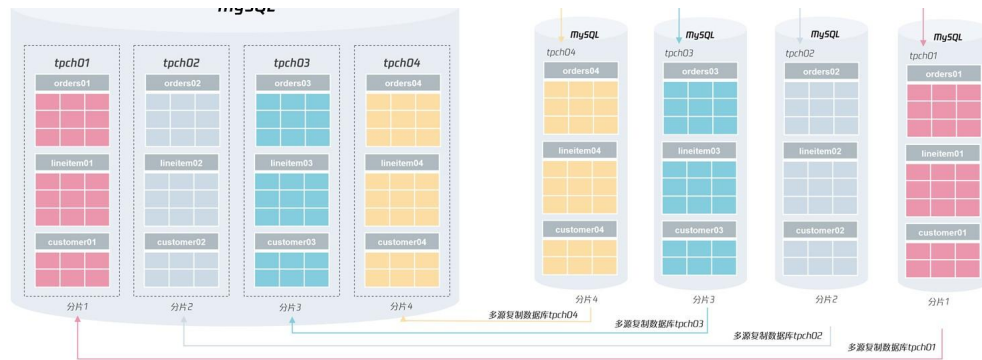 MySQL
tpch01
orders01
lineitem01
customer01
分片1
tpch02
orders02
lineitem02
customer02
分片2
tpch03
orders03
lineitem03
customer03
分片3
tpch04
orders04
lineitem04
customer04
分片4
MySQL
tpch04
orders04
lineitem04
customer04
分片4
MySQL
tpch03
orders03
lineitem03
customer03
分片3
MySQL
tpch02
orders02
lineitem02
customer02
分片2
MySQL
tpch01
orders01
lineitem01
customer01
分片1
多源复制数据库tpch04
多源复制数据库tpch03
多源复制数据库tpch02
多源复制数据库tpch01